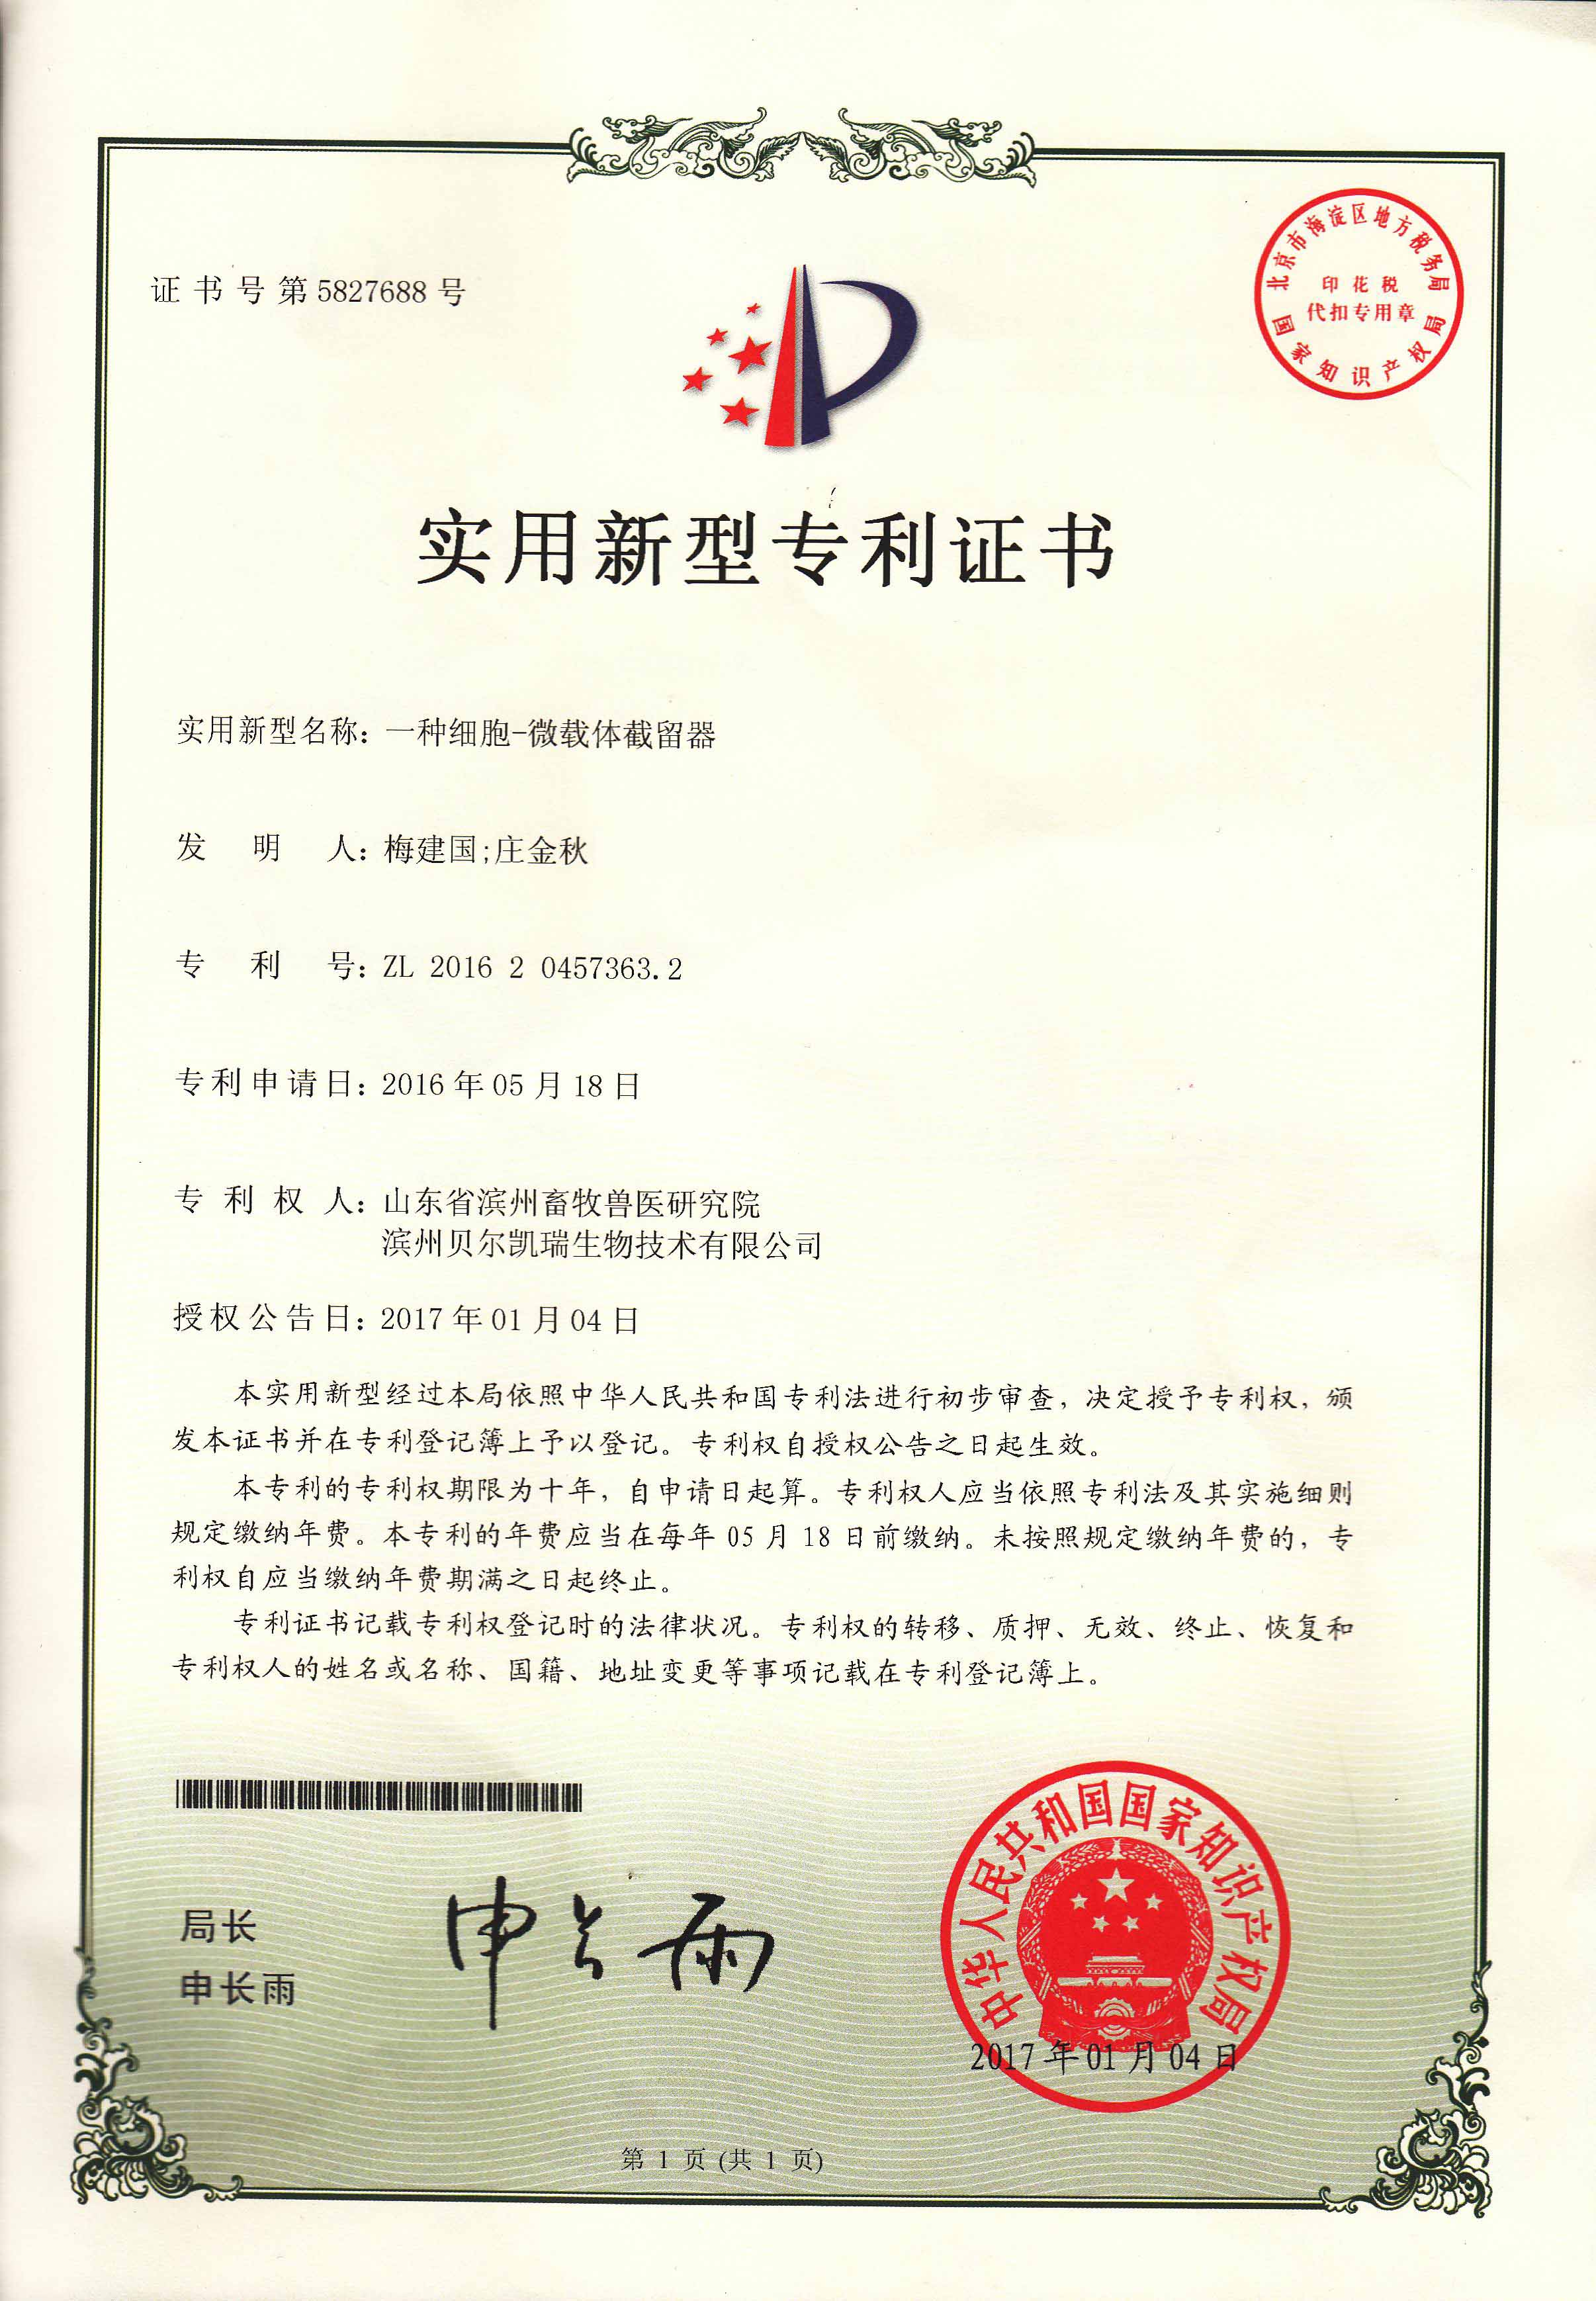 证书号第5827688号
北京市海淀区地方税务局
印花税
代扣专用章
国家知识产权局
实用新型专利证书
实用新型名称：一种细胞-微载体截留器
发明人：梅建国;庄金秋
专利号：ZL 2016 2 0457363.2
专利申请日：2016年05月18日
专利权人：山东省滨州畜牧兽医研究院
滨州贝尔凯瑞生物技术有限公司
授权公告日：2017年01月04日
本实用新型经过本局依照中华人民共和国专利法进行初步审查，决定授予专利权，颁
发本证书并在专利登记簿上予以登记。专利权自授权公告之日起生效。
本专利的专利权期限为十年，自申请日起算。专利权人应当依照专利法及其实施细则
规定缴纳年费。本专利的年费应当在每年05月18日前缴纳。未按照规定缴纳年费的，专
利权自应当缴纳年费期满之日起终止。
专利证书记载专利权登记时的法律状况。专利权的转移、质押、无效、终止、恢复和
专利权人的姓名或名称、国籍、地址变更等事项记载在专利登记簿上。
局长
申长雨
申长雨
中华人民共和国国家知识产权局
2017年01月04日
第 1 页 (共 1 页)